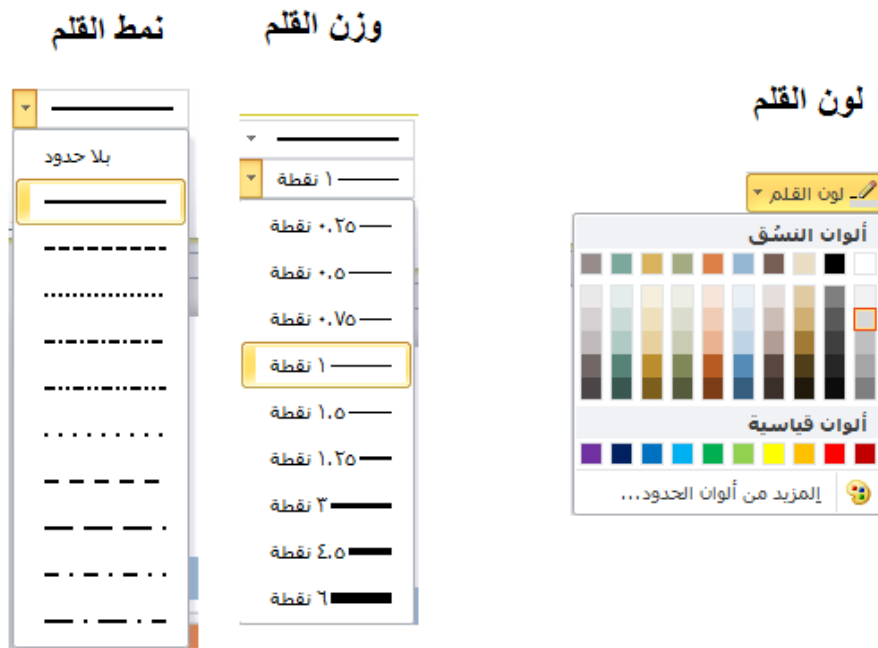 نمط القلم
وزن القلم
لون القلم
بلا حدود
١ نقطة
٠.٢٥ نقطة
٠.٥ نقطة
٠.٧٥ نقطة
١ نقطة
١.٥ نقطة
١.٢٥ نقطة
٣ نقطة
٤.٥ نقطة
٦ نقطة
لون القلم
ألوان النسُق
ألوان قياسية
إلمزيد من ألوان الحدود...